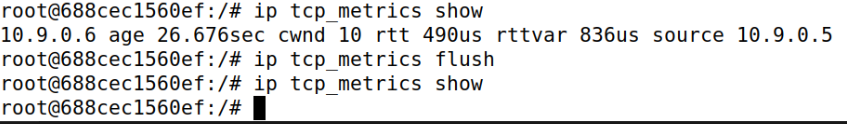 root@688cec1560ef:/# ip tcp_metrics show
10.9.0.6 age 26.676sec cwnd 10 rtt 490us rttvar 836us source 10.9.0.5
root@688cec1560ef:/# ip tcp_metrics flush
root@688cec1560ef:/# ip tcp_metrics show
root@688cec1560ef:/#